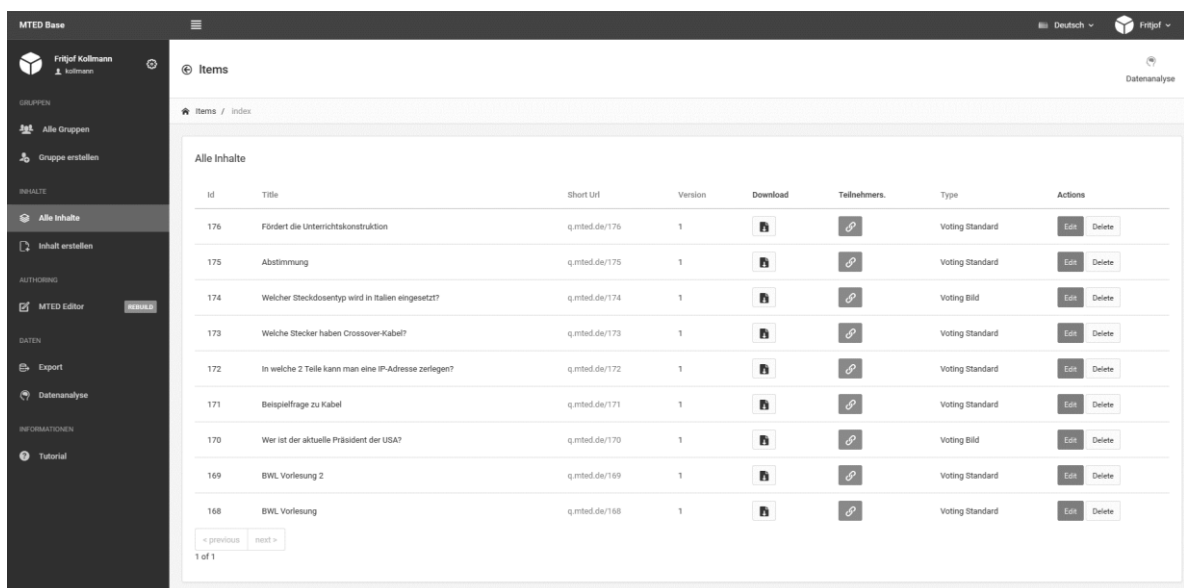 MTED Base
Deutsch
Fritjof
Fritjof Kollmann
kollmann
Items
Datenanalyse
GRUPPEN
Items / index
Alle Gruppen
Gruppe erstellen
Alle Inhalte
INHALTE
Alle Inhalte
Inhalt erstellen
AUTHORING
MTED Editor REBUILD
DATEN
Export
Datenanalyse
INFORMATIONEN
Tutorial
Id Title Short Url Version Download Teilnehmers. Type Actions
176 Fördert die Unterrichtskonstruktion q.mted.de/176 1 Voting Standard Edit Delete
175 Abstimmung q.mted.de/175 1 Voting Standard Edit Delete
174 Welcher Steckdosentyp wird in Italien eingesetzt? q.mted.de/174 1 Voting Bild Edit Delete
173 Welche Stecker haben Crossover-Kabel? q.mted.de/173 1 Voting Standard Edit Delete
172 In welche 2 Teile kann man eine IP-Adresse zerlegen? q.mted.de/172 1 Voting Standard Edit Delete
171 Beispielfrage zu Kabel q.mted.de/171 1 Voting Standard Edit Delete
170 Wer ist der aktuelle Präsident der USA? q.mted.de/170 1 Voting Bild Edit Delete
169 BWL Vorlesung 2 q.mted.de/169 1 Voting Standard Edit Delete
168 BWL Vorlesung q.mted.de/168 1 Voting Standard Edit Delete
< previous next >
1 of 1